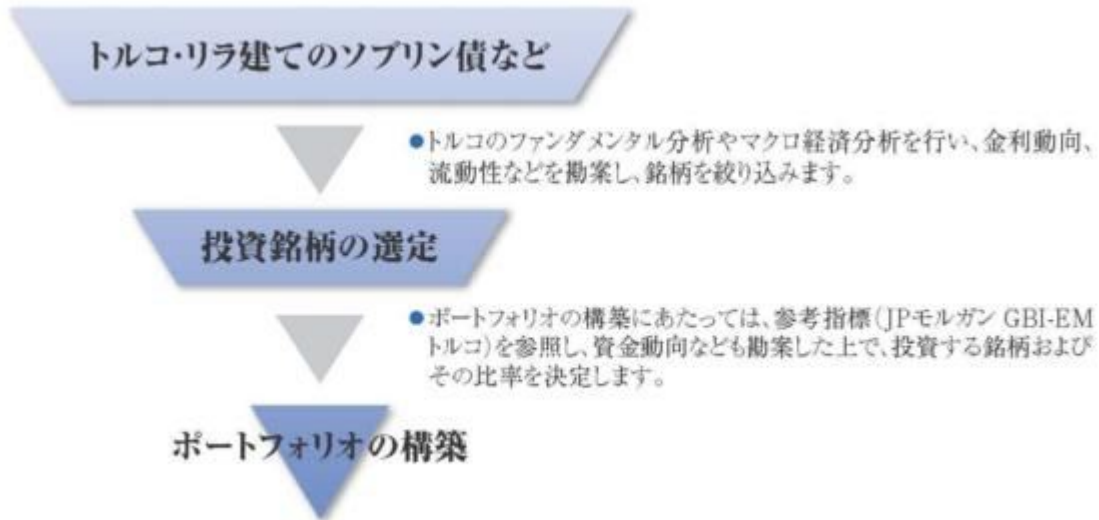 トルコ・リラ建てのソブリン債など
●トルコのファンダメンタル分析やマクロ経済分析を行い、金利動向、
流動性などを勘案し、銘柄を絞り込みます。
投資銘柄の選定
●ポートフォリオの構築にあたっては、参考指標(JPモルガン GBI-EM
トルコ)を参照し、資金動向なども勘案した上で、投資する銘柄および
その比率を決定します。
ポートフォリオの構築